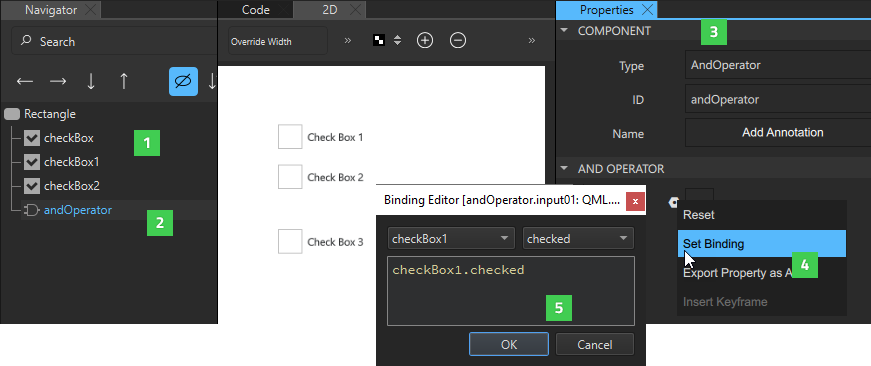 Navigator
Search
Rectangle
checkBox
1
checkBox1
checkBox2
andOperator
2
Code
2D
Override Width
Check Box 1
Check Box 2
Check Box 3
Properties
COMPONENT
3
Type
AndOperator
ID
andOperator
Name
Add Annotation
AND OPERATOR
Reset
Set Binding
4
Export Property as A
Insert Keyframe
Binding Editor [andOperator.input01: QML....
x
checkBox1
checked
checkBox1.checked
5
OK
Cancel